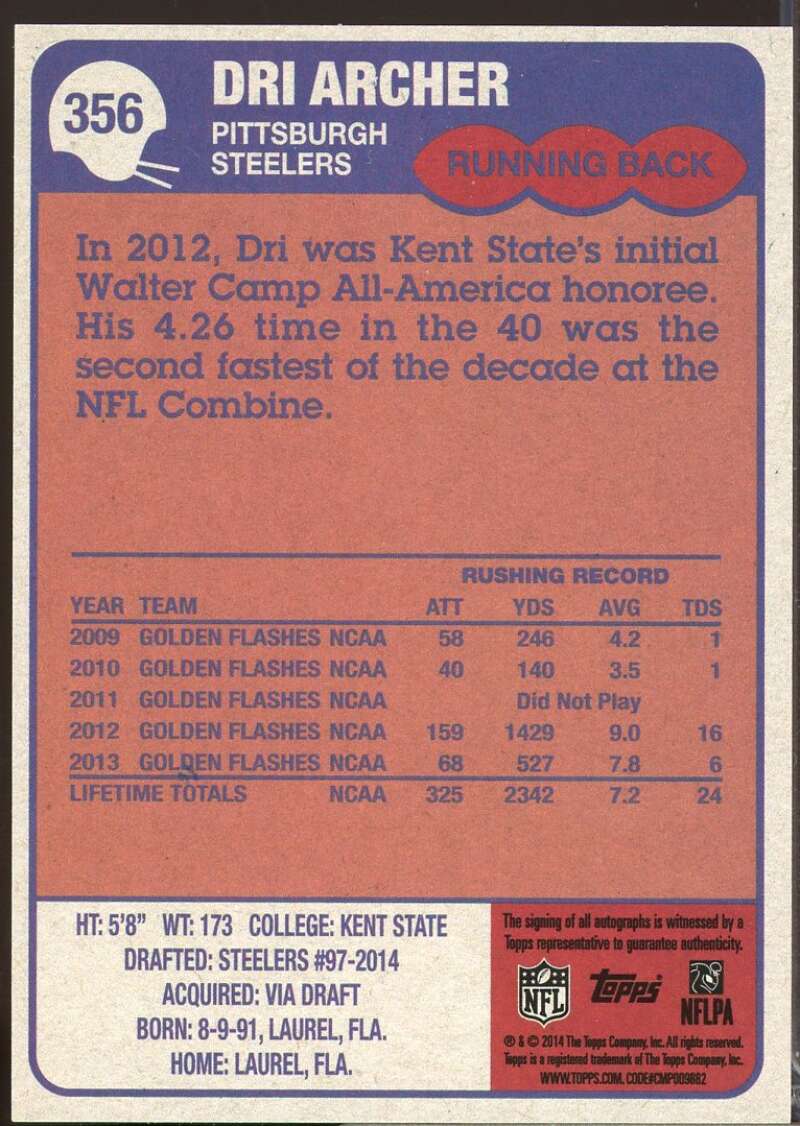 356
DRI ARCHER
PITTSBURGH
STEELERS
RUNNING BACK
In 2012, Dri was Kent State's initial
Walter Camp All-America honoree.
His 4.26 time in the 40 was the
second fastest of the decade at the
NFL Combine.
RUSHING RECORD
YEAR TEAM ATT YDS AVG TDS
2009 GOLDEN FLASHES NCAA 58 246 4.2 1
2010 GOLDEN FLASHES NCAA 40 140 3.5 1
2011 GOLDEN FLASHES NCAA Did Not Play
2012 GOLDEN FLASHES NCAA 159 1429 9.0 16
2013 GOLDEN FLASHES NCAA 68 527 7.8 6
LIFETIME TOTALS NCAA 325 2342 7.2 24
HT: 5'8" WT: 173 COLLEGE: KENT STATE
DRAFTED: STEELERS #97-2014
ACQUIRED: VIA DRAFT
BORN: 8-9-91, LAUREL, FLA.
HOME: LAUREL, FLA.
The signing of all autographs is witnessed by a
Topps representative to guarantee authenticity.
NFL
Topps
NFLPA
® & © 2014 The Topps Company, Inc. All rights reserved.
Topps is a registered trademark of The Topps Company, Inc.
WWW.TOPPS.COM. CODE#CMP009882